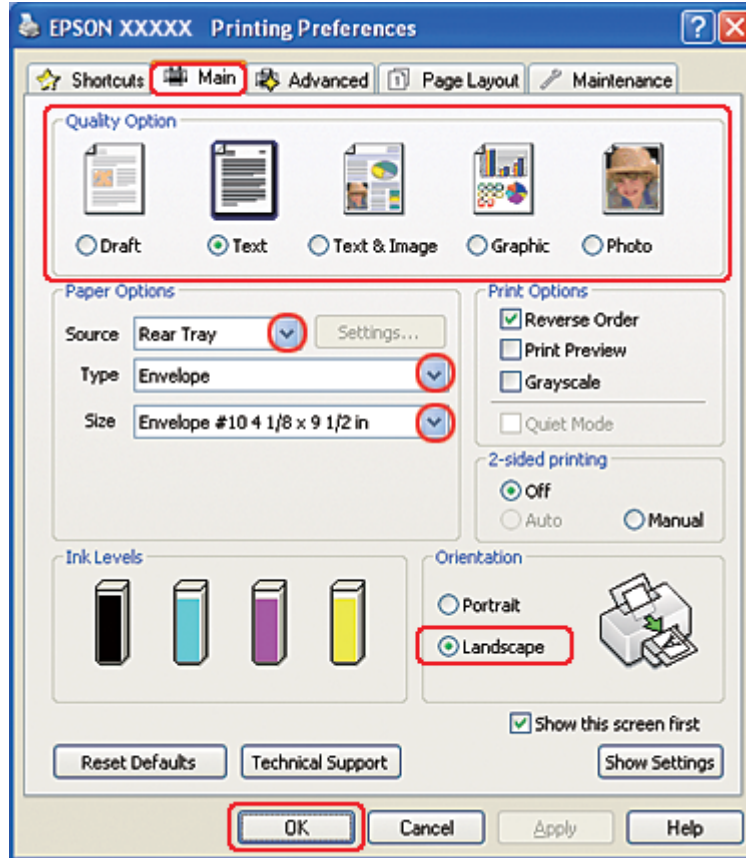 EPSON XXXXX Printing Preferences
Shortcuts Main Advanced Page Layout Maintenance
Quality Option
Draft Text Text & Image Graphic Photo
Paper Options
Source Rear Tray Settings...
Type Envelope
Size Envelope #10 4 1/8 x 9 1/2 in
Print Options
Reverse Order
Print Preview
Grayscale
Quiet Mode
2-sided printing
Off
Auto Manual
Ink Levels
Orientation
Portrait
Landscape
Show this screen first
Reset Defaults Technical Support Show Settings
OK Cancel Apply Help